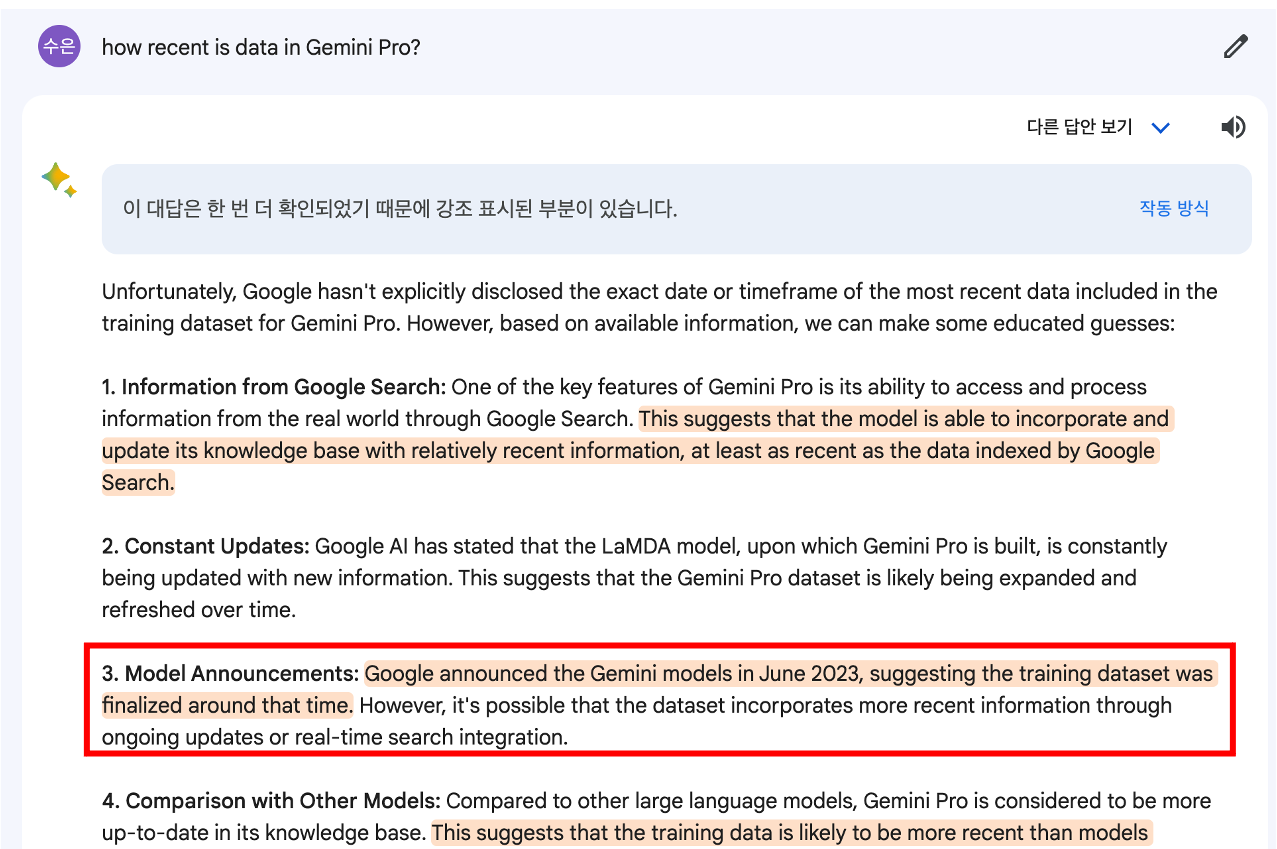 수은
how recent is data in Gemini Pro?
다른 답안 보기
이 대답은 한 번 더 확인되었기 때문에 강조 표시된 부분이 있습니다.
작동 방식
Unfortunately, Google hasn't explicitly disclosed the exact date or timeframe of the most recent data included in the
training dataset for Gemini Pro. However, based on available information, we can make some educated guesses:
1. Information from Google Search: One of the key features of Gemini Pro is its ability to access and process
information from the real world through Google Search. This suggests that the model is able to incorporate and
update its knowledge base with relatively recent information, at least as recent as the data indexed by Google
Search.
2. Constant Updates: Google AI has stated that the LaMDA model, upon which Gemini Pro is built, is constantly
being updated with new information. This suggests that the Gemini Pro dataset is likely being expanded and
refreshed over time.
3. Model Announcements: Google announced the Gemini models in June 2023, suggesting the training dataset was
finalized around that time. However, it's possible that the dataset incorporates more recent information through
ongoing updates or real-time search integration.
4. Comparison with Other Models: Compared to other large language models, Gemini Pro is considered to be more
up-to-date in its knowledge base. This suggests that the training data is likely to be more recent than models